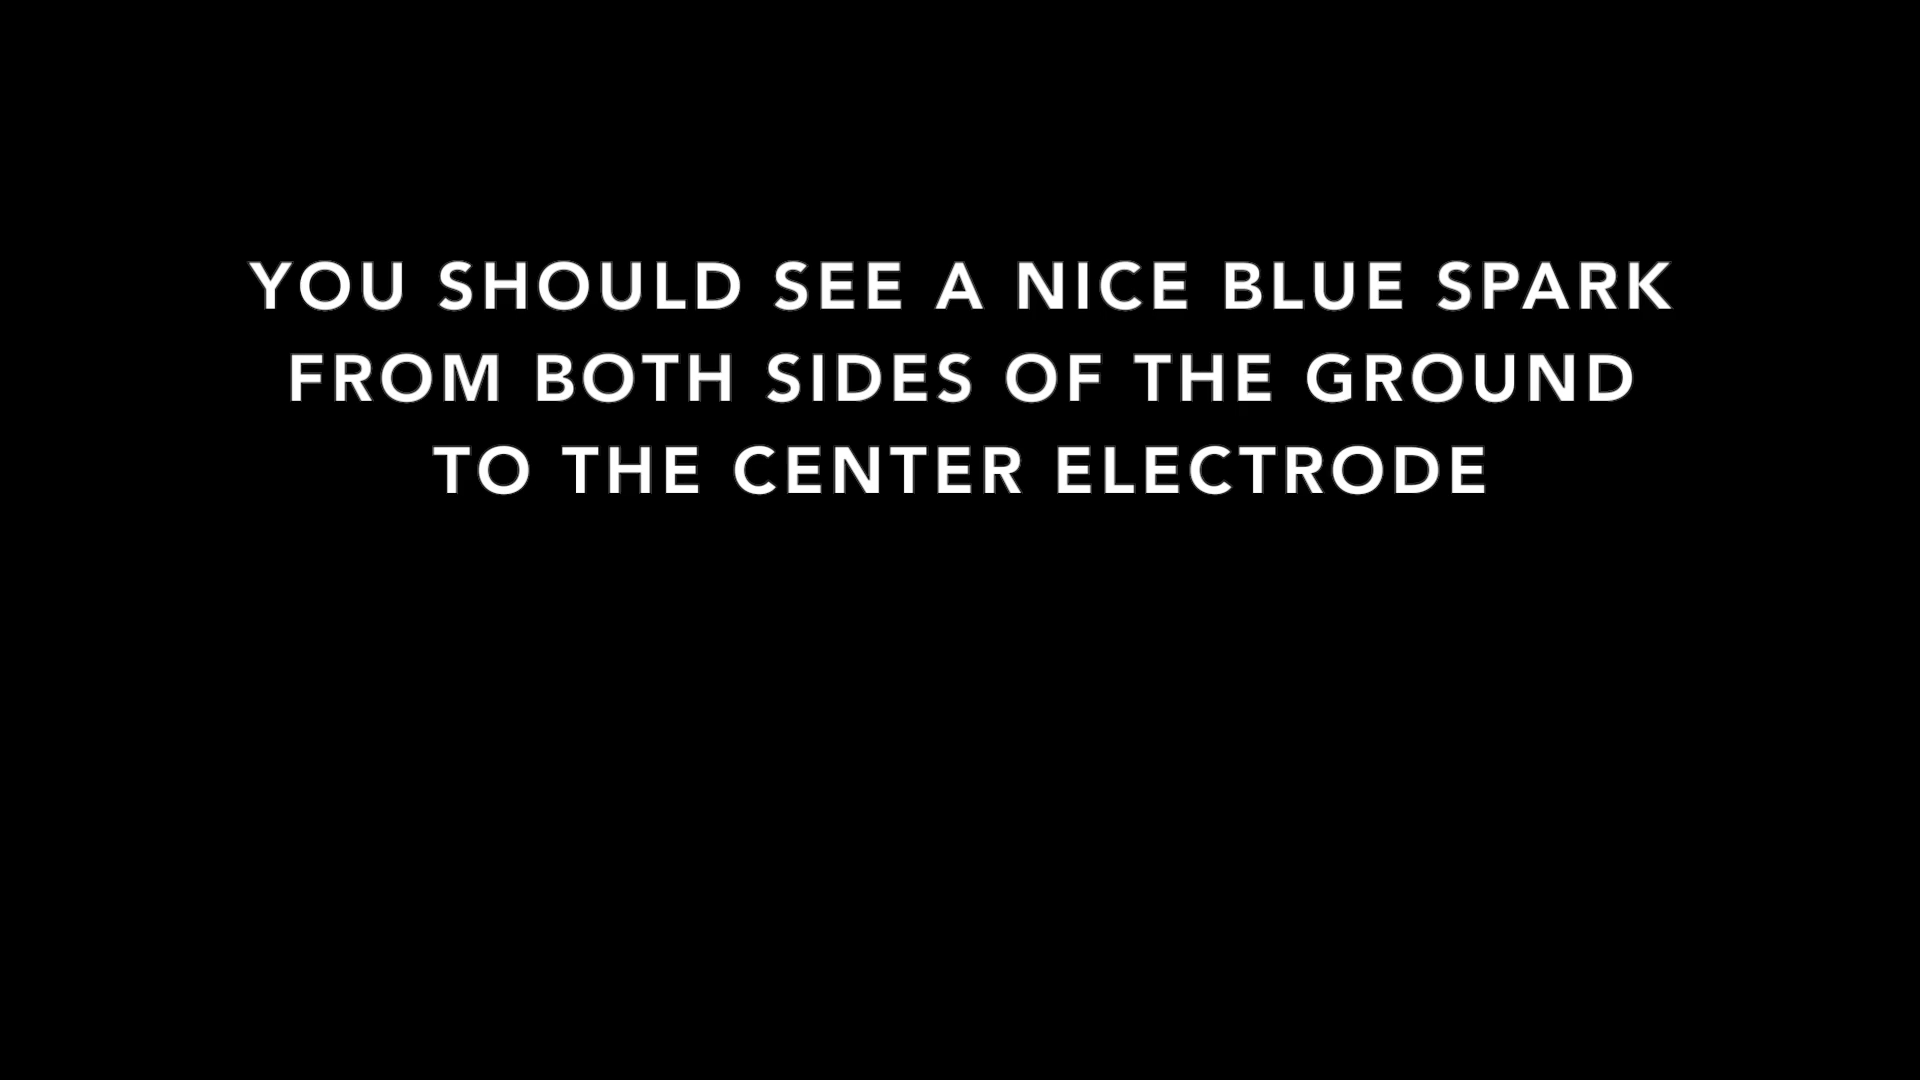 YOU SHOULD SEE A NICE BLUE SPARK
FROM BOTH SIDES OF THE GROUND
TO THE CENTER ELECTRODE